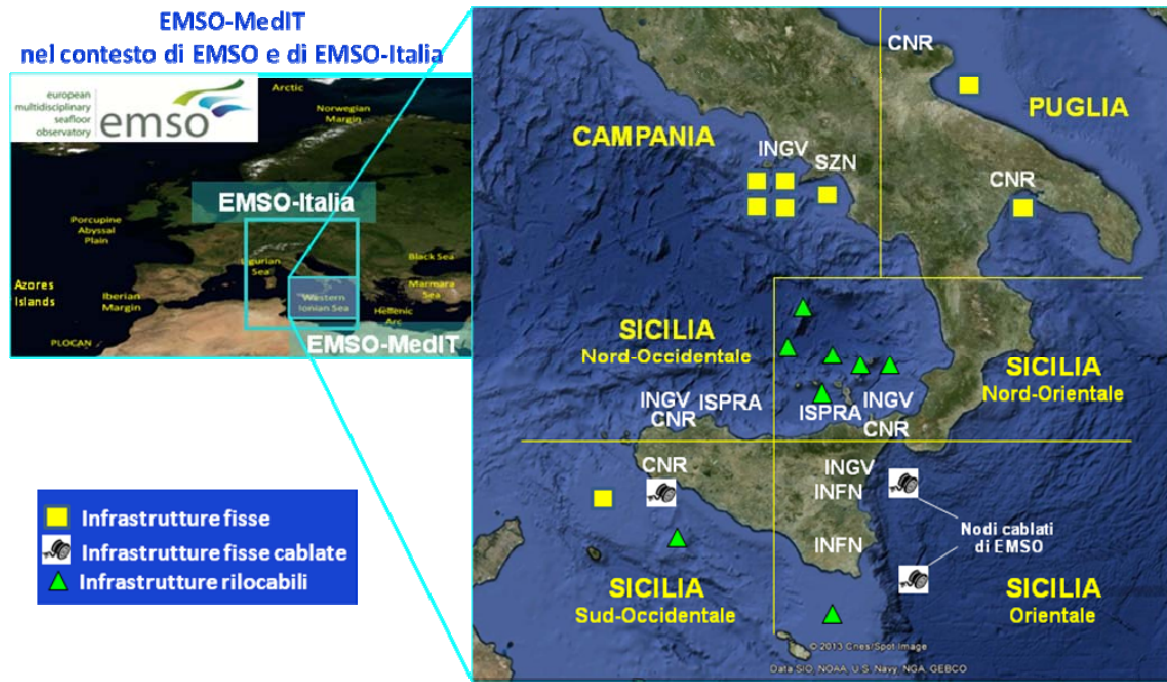 EMSO-MedIT
nel contesto di EMSO e di EMSO-Italia
european
multidisciplinary
seafloor
observatory
emso
Arctic
Norwegian
Margin
EMSO-Italia
Porcupine
Abyssal
Plain
Ligurian
Sea
Black Sea
Azores
Islands
Iberian
Margin
Western
Ionian Sea
Marmara
Sea
Hellenic
Arc
PLOCAN
EMSO-MedIT
Infrastrutture fisse
Infrastrutture fisse cablate
Infrastrutture rilocabili
CNR
PUGLIA
CAMPANIA
INGV
SZN
CNR
SICILIA
Nord-Occidentale
SICILIA
Nord-Orientale
INGV ISPRA
CNR
ISPRA
INGV
CNR
CNR
INGV
INFN
INFN
Nodi cablati
di EMSO
SICILIA
Sud-Occidentale
SICILIA
Orientale
© 2013 Cnes/Spot Image
Data SIO, NOAA, U.S. Navy, NGA, GEBCO